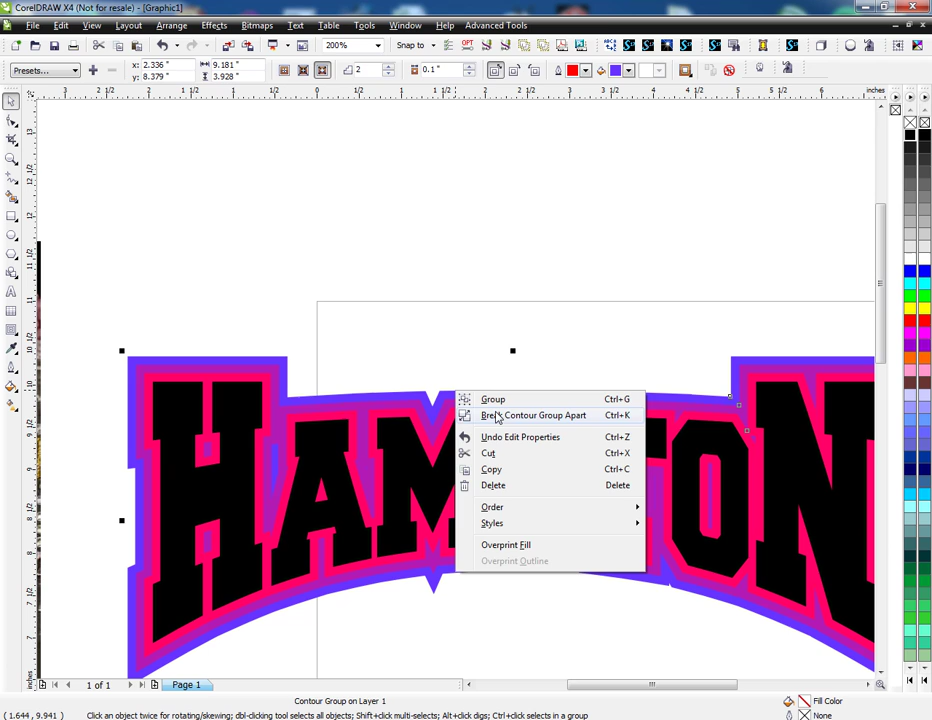 CorelDRAW X4 (Not for resale) - [Graphic1]
File Edit View Layout Arrange Effects Bitmaps Text Table Tools Window Help Advanced Tools
200% Snap to
Presets... x: 2.336 " 9.181 " 2 0.1 "
y: 8.379 " 3.928 "
inches
HAMTON
Group Ctrl+G
Break Contour Group Apart Ctrl+K
Undo Edit Properties Ctrl+Z
Cut Ctrl+X
Copy Ctrl+C
Delete Delete
Order
Styles
Overprint Fill
Overprint Outline
1 of 1 Page 1
Contour Group on Layer 1 Fill Color
(1.644, 9.941) Click an object twice for rotating/skewing; dbl-clicking tool selects all objects; Shift+click multi-selects; Alt+click digs; Ctrl+click selects in a group None